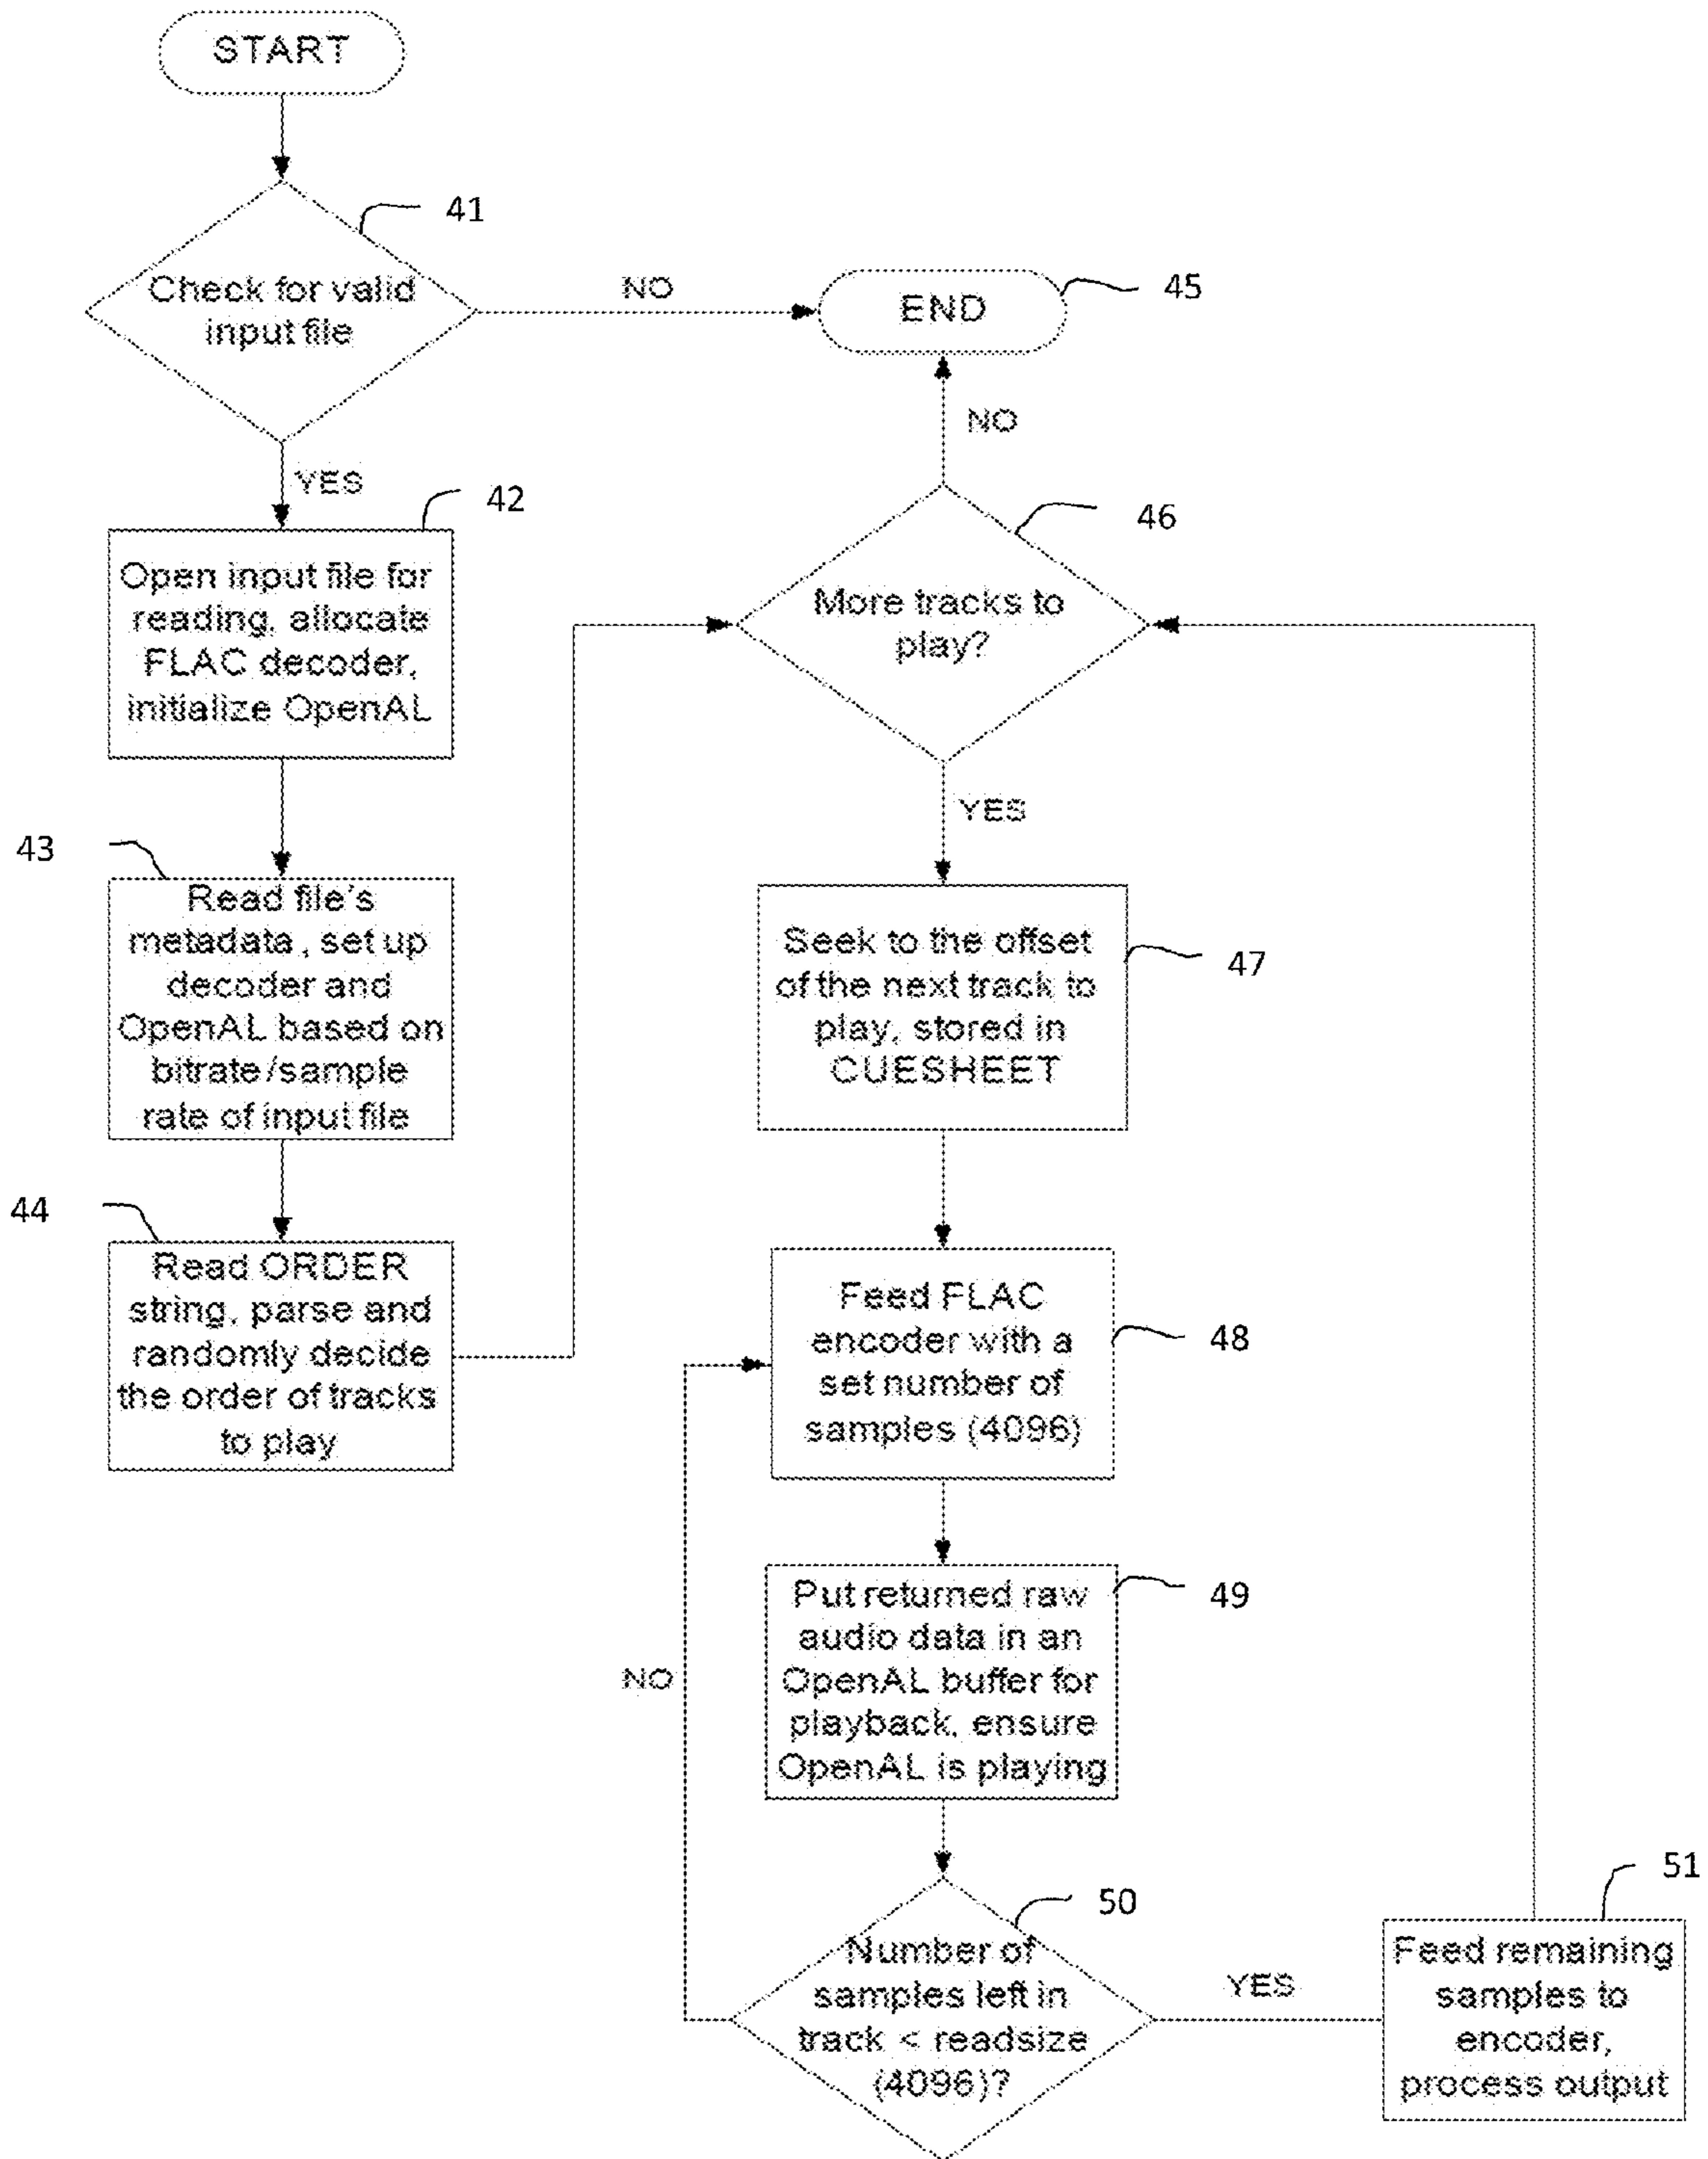 START
41
Check for valid
input file
NO
END
45
YES
42
Open input file for
reading, allocate
FLAC decoder,
initialize OpenAL
43
Read file's
metadata, set up
decoder and
OpenAL based on
bitrate/sample
rate of input file
44
Read ORDER
string, parse and
randomly decide
the order of tracks
to play
NO
46
More tracks to
play?
YES
47
Seek to the offset
of the next track to
play, stored in
CUESHEET
48
Feed FLAC
encoder with a
set number of
samples (4096)
49
Put returned raw
audio data in an
OpenAL buffer for
playback, ensure
OpenAL is playing
NO
50
Number of
samples left in
track < readsize
(4096)?
YES
51
Feed remaining
samples to
encoder,
process output